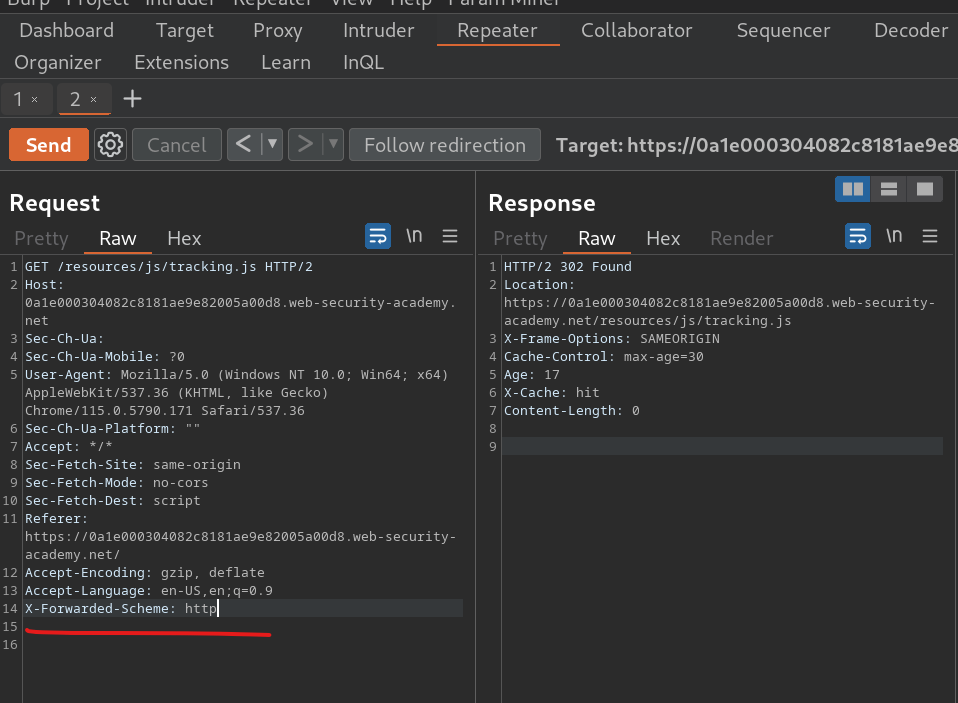 Burp Project Intruder Repeater View Help Param Miner
Dashboard Target Proxy Intruder Repeater Collaborator Sequencer Decoder
Organizer Extensions Learn InQL
1 × 2 × +
Send Cancel < > Follow redirection Target: https://0a1e000304082c8181ae9e8
Request
Pretty Raw Hex \n
1 GET /resources/js/tracking.js HTTP/2
2 Host:
0a1e000304082c8181ae9e82005a00d8.web-security-academy.
net
3 Sec-Ch-Ua:
4 Sec-Ch-Ua-Mobile: ?0
5 User-Agent: Mozilla/5.0 (Windows NT 10.0; Win64; x64)
AppleWebKit/537.36 (KHTML, like Gecko)
Chrome/115.0.5790.171 Safari/537.36
6 Sec-Ch-Ua-Platform: ""
7 Accept: */*
8 Sec-Fetch-Site: same-origin
9 Sec-Fetch-Mode: no-cors
10 Sec-Fetch-Dest: script
11 Referer:
https://0a1e000304082c8181ae9e82005a00d8.web-security-
academy.net/
12 Accept-Encoding: gzip, deflate
13 Accept-Language: en-US,en;q=0.9
14 X-Forwarded-Scheme: http
15
16
Response
Pretty Raw Hex Render \n
1 HTTP/2 302 Found
2 Location:
https://0a1e000304082c8181ae9e82005a00d8.web-security-
academy.net/resources/js/tracking.js
3 X-Frame-Options: SAMEORIGIN
4 Cache-Control: max-age=30
5 Age: 17
6 X-Cache: hit
7 Content-Length: 0
8
9